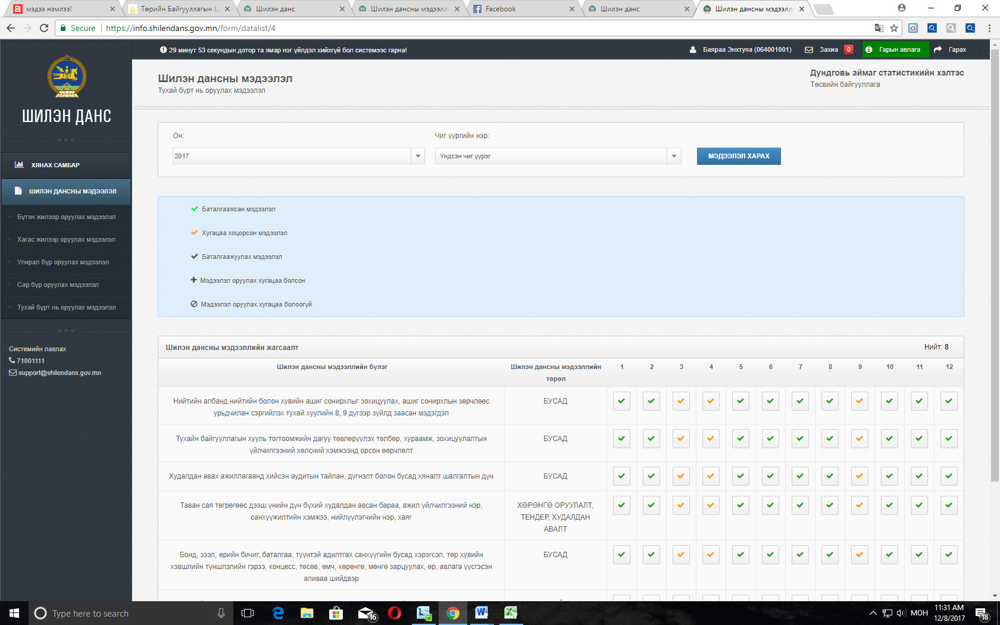 мэдээ нэмлээ!
Төрийн Байгууллагын Ц
Шилэн данс
Шилэн дансны мэдээлл
Facebook
Шилэн данс
Шилэн дансны мэдээлл
Secure
https://info.shilendans.gov.mn/form/datalist/4
29 минут 53 секундын дотор та ямар нэг үйлдэл хийхгүй бол системээс гарна!
Баяраа Энхтуяа (064001001)
Захиа 0
Гарын авлага
Гарах
ШИЛЭН ДАНС
ХЯНАХ САМБАР
ШИЛЭН ДАНСНЫ МЭДЭЭЛЭЛ
Бүтэн жилээр оруулах мэдээлэл
Хагас жилээр оруулах мэдээлэл
Улирал бүр оруулах мэдээлэл
Сар бүр оруулах мэдээлэл
Тухай бүрт нь оруулах мэдээлэл
Системийн лавлах
71001111
support@shilendans.gov.mn
Шилэн дансны мэдээлэл
Тухай бүрт нь оруулах мэдээлэл
Дундговь аймаг статистикийн хэлтэс
Төсвийн байгууллага
Он:
Чиг үүргийн нэр:
2017
Үндсэн чиг үүрэг
МЭДЭЭЛЭЛ ХАРАХ
Баталгаажсан мэдээлэл
Хугацаа хоцорсон мэдээлэл
Баталгаажуулах мэдээлэл
Мэдээлэл оруулах хугацаа болсон
Мэдээлэл оруулах хугацаа болоогүй
Шилэн дансны мэдээллийн жагсаалт
Нийт: 8
Шилэн дансны мэдээллийн бүлэг
Шилэн дансны мэдээллийн
төрөл
1 2 3 4 5 6 7 8 9 10 11 12
Нийтийн албанд нийтийн болон хувийн ашиг сонирхлыг зохицуулах, ашиг сонирхлын зөрчлөөс
урьдчилан сэргийлэх тухай хуулийн 8, 9 дүгээр зүйлд заасан мэдэгдэл
БУСАД
Тухайн байгууллагын хууль тогтоомжийн дагуу төвлөрүүлэх төлбөр, хураамж, зохицуулалтын
үйлчилгээний хөлсний хэмжээнд орсон өөрчлөлт
БУСАД
Худалдан авах ажиллагаанд хийсэн аудитын тайлан, дүгнэлт болон бусад хяналт шалгалтын дүн
БУСАД
Таван сая төгрөгөөс дээш үнийн дүн бүхий худалдан авсан бараа, ажил үйлчилгээний нэр,
санхүүжилтийн хэмжээ, нийлүүлэгчийн нэр, хаяг
ХӨРӨНГӨ ОРУУЛАЛТ,
ТЕНДЕР, ХУДАЛДАН
АВАЛТ
Бонд, зээл, өрийн бичиг, баталгаа, түүнтэй адилтгах санхүүгийн бусад хэрэгсэл, төр хувийн
хэвшлийн түншлэлийн гэрээ, концесс, төсөв, өмч, хөрөнгө, мөнгө зарцуулах, өр, авлага үүсгэсэн
аливаа шийдвэр
БУСАД
Type here to search
16
МОН
11:31 AM
12/8/2017
18